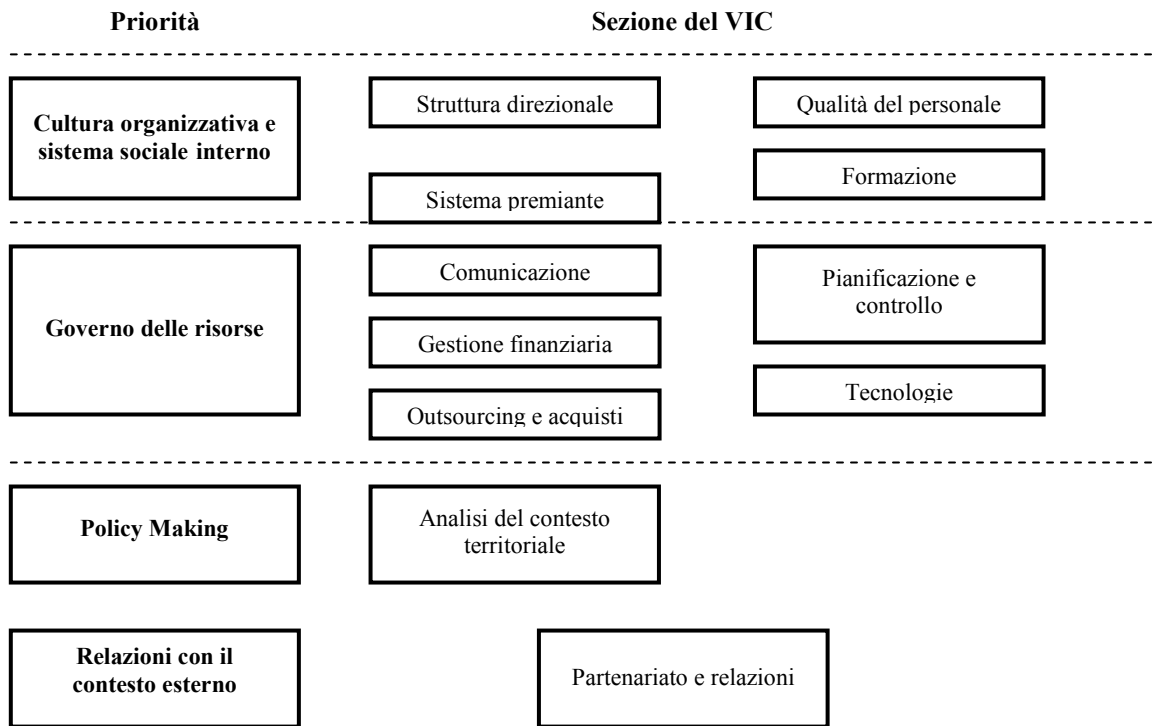 Priorità
Sezione del VIC
Cultura organizzativa e
sistema sociale interno
Struttura direzionale
Qualità del personale
Formazione
Sistema premiante
Governo delle risorse
Comunicazione
Pianificazione e
controllo
Gestione finanziaria
Tecnologie
Outsourcing e acquisti
Policy Making
Analisi del contesto
territoriale
Relazioni con il
contesto esterno
Partenariato e relazioni